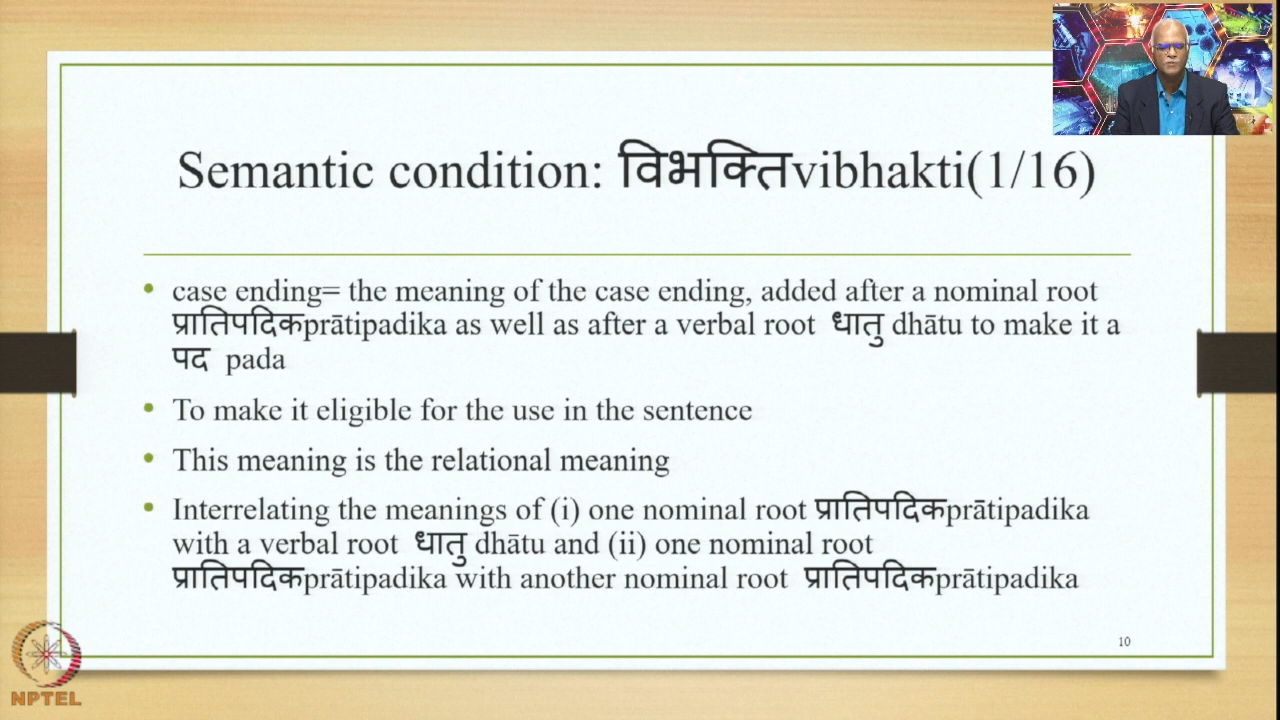 Semantic condition: विभक्तिvibhakti(1/16)
• case ending= the meaning of the case ending, added after a nominal root
प्रातिपदिकprātipadika as well as after a verbal root धातु dhātu to make it a
पद pada
• To make it eligible for the use in the sentence
• This meaning is the relational meaning
• Interrelating the meanings of (i) one nominal root प्रातिपदिकprātipadika
with a verbal root धातु dhātu and (ii) one nominal root
प्रातिपदिकprātipadika with another nominal root प्रातिपदिकprātipadika
10
NPTEL